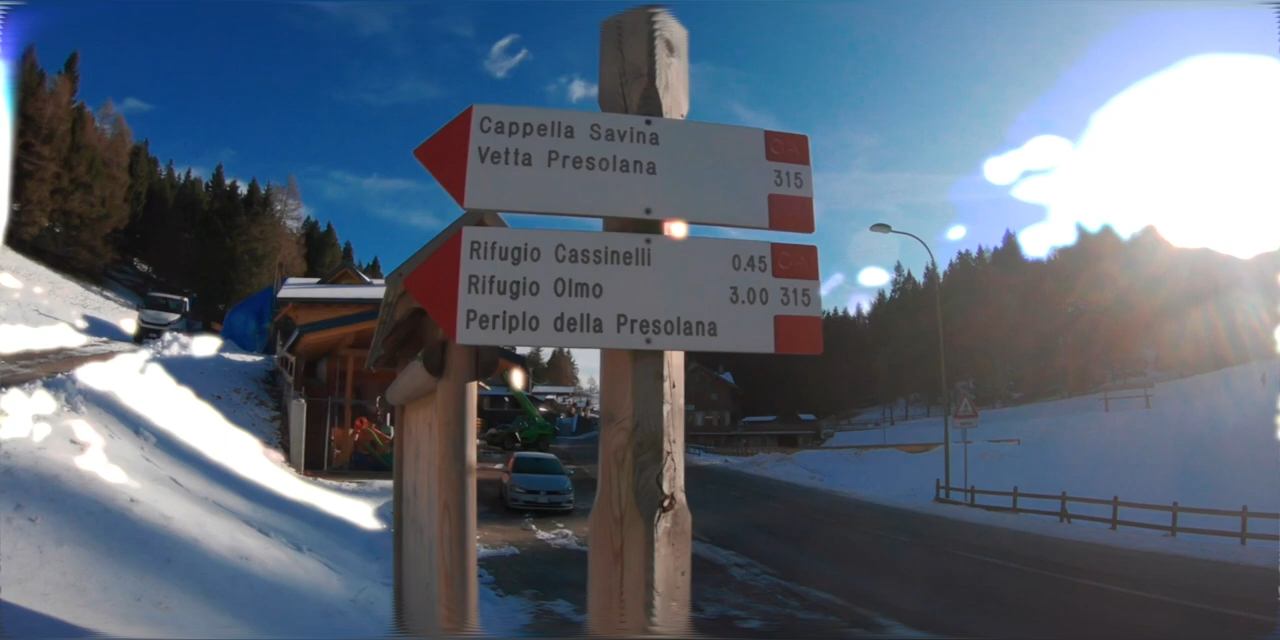 Cappella Savina
Vetta Presolana
CAI
315
Rifugio Cassinelli 0.45 CAI
Rifugio Olmo 3.00 315
Periplo della Presolana